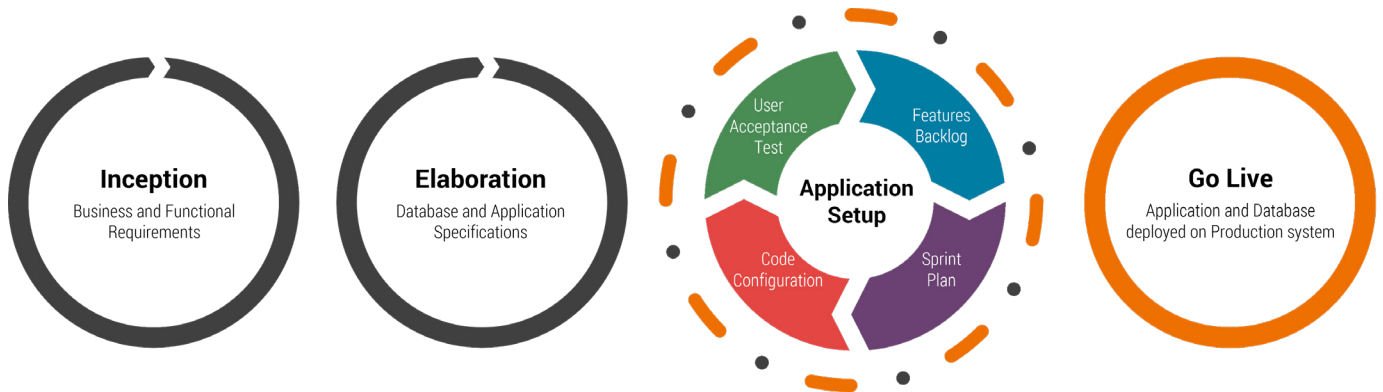 Inception
Business and Functional
Requirements
Elaboration
Database and Application
Specifications
User
Acceptance
Test
Features
Backlog
Application
Setup
Code
Configuration
Sprint
Plan
Go Live
Application and Database
deployed on Production system